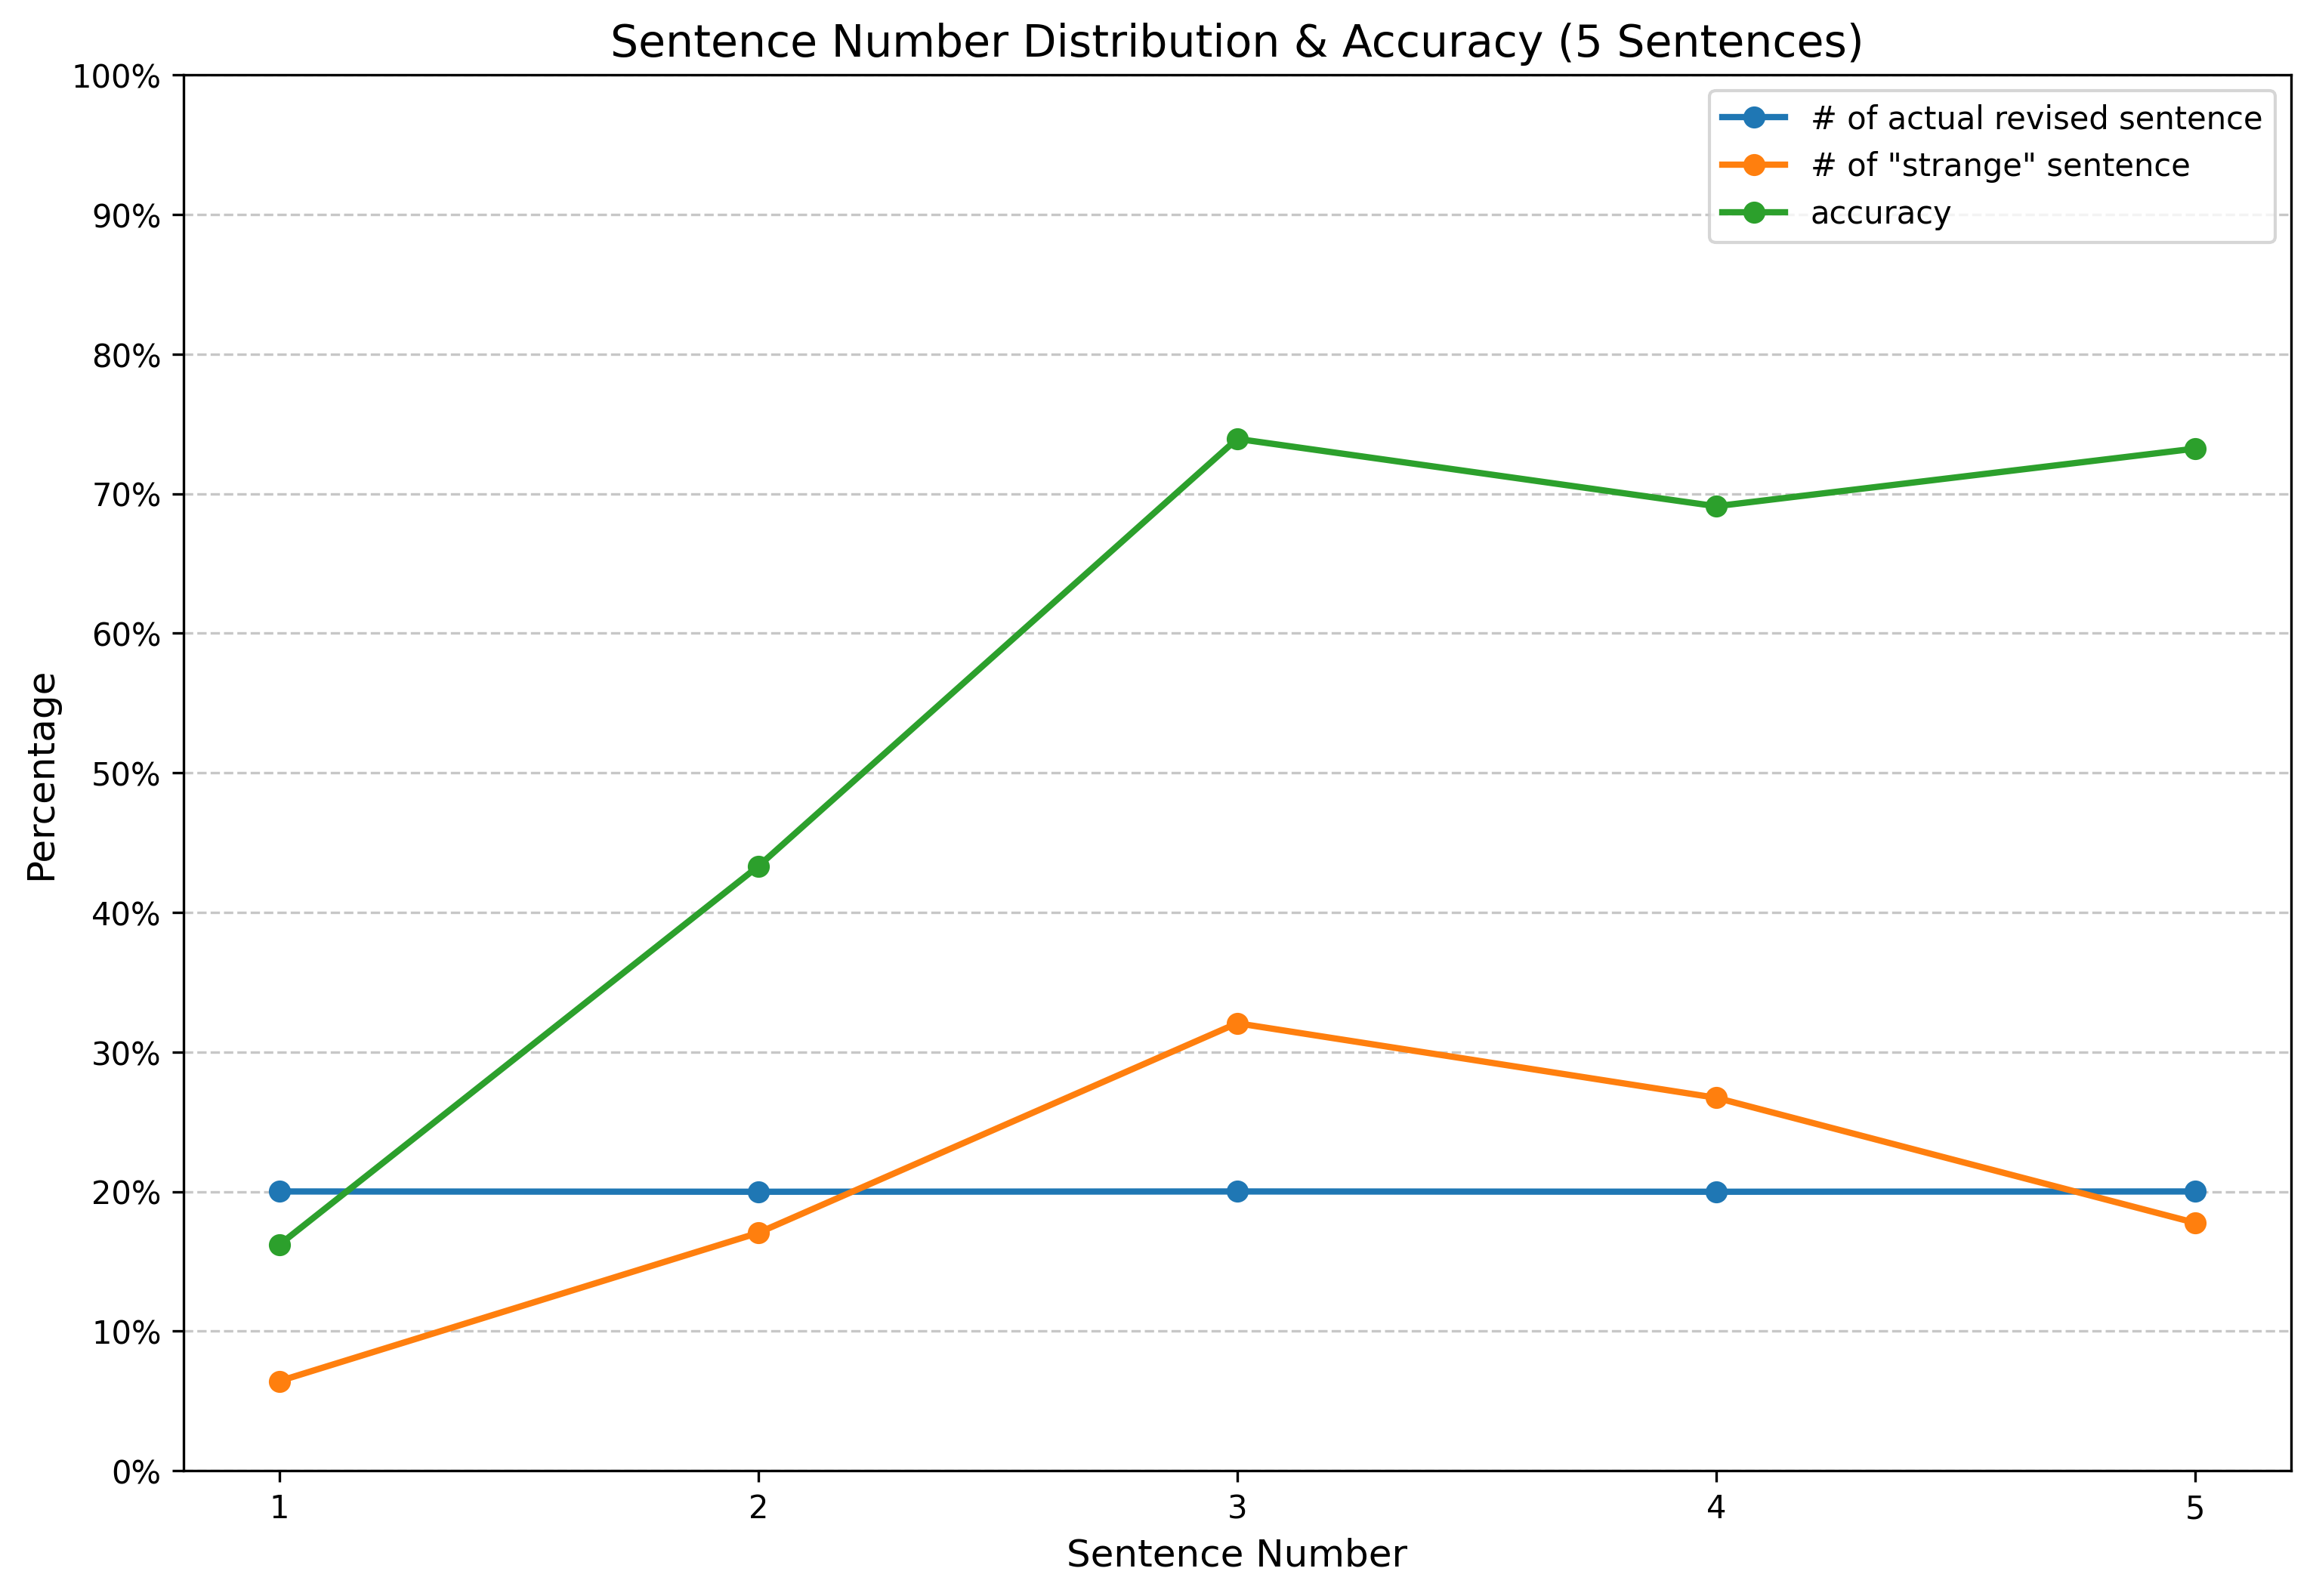 Sentence Number Distribution & Accuracy (5 Sentences)
100%
90%
80%
70%
60%
50%
40%
30%
20%
10%
0%
Percentage
# of actual revised sentence
# of "strange" sentence
accuracy
1 2 3 4 5
Sentence Number